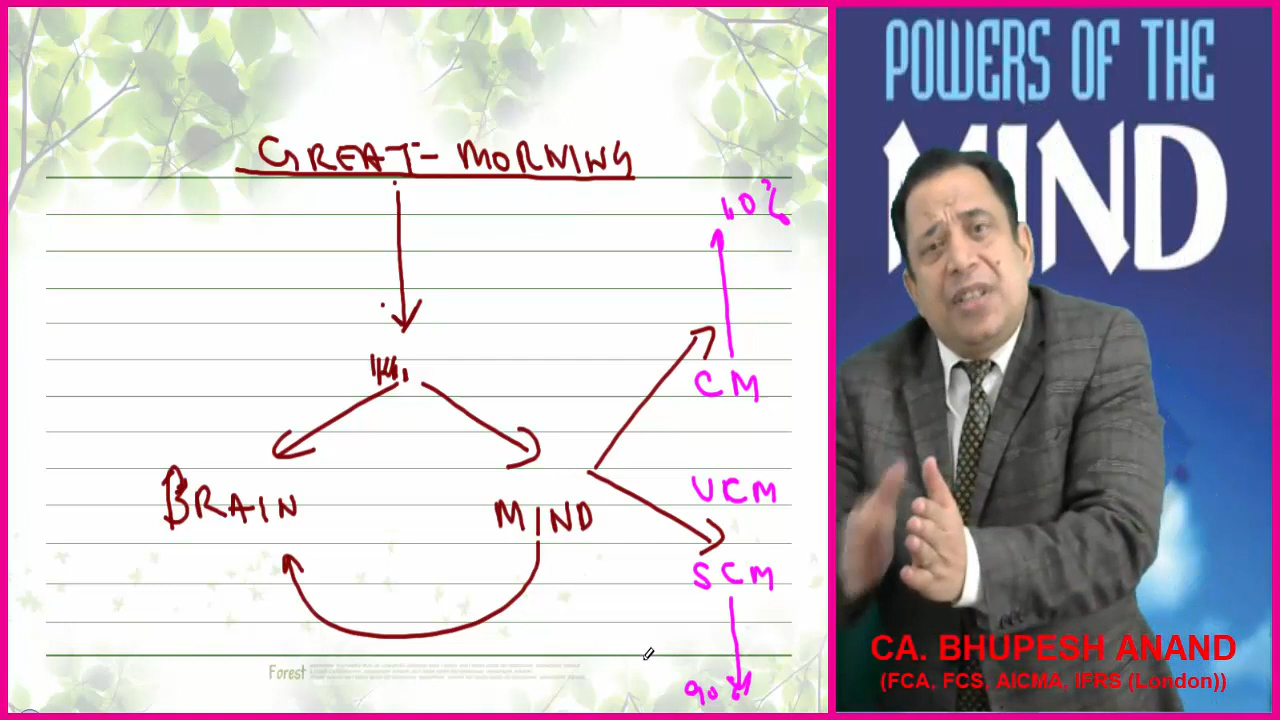 GREAT - MORNING
10%
CM
BRAIN
MIND
UCM
SCM
90%
Forest
POWERS OF THE
MIND
CA. BHUPESH ANAND
(FCA, FCS, AICMA, IFRS (London))